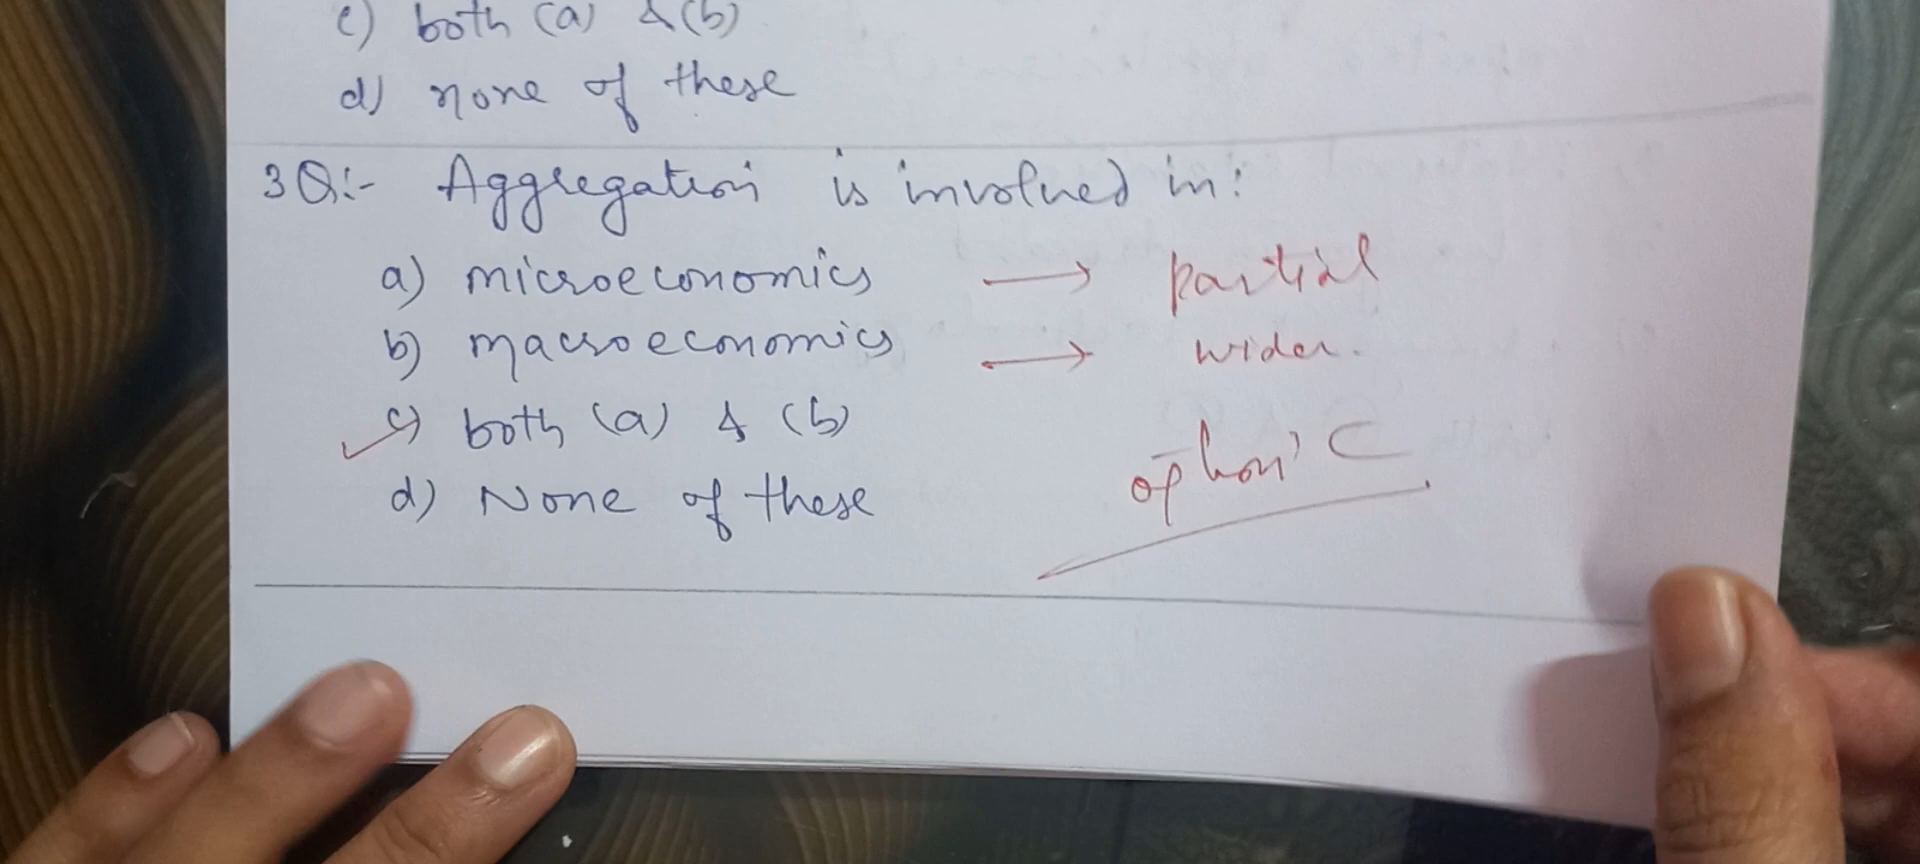 c) both (a) & (b)
d) none of these
3Q:- Aggregation is involved in:
a) microeconomics → partial
b) macroeconomics → wider.
c) both (a) & (b)
option 'C
d) None of these